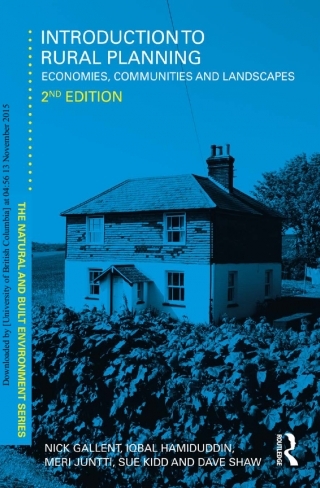 INTRODUCTION TO
RURAL PLANNING
ECONOMIES, COMMUNITIES AND LANDSCAPES
2ND EDITION
Downloaded by [University of British Columbia] at 04:56 13 November 2015
THE NATURAL AND BUILT ENVIRONMENT SERIES
NICK GALLENT, IQBAL HAMIDUDDIN,
MERI JUNTTI, SUE KIDD AND DAVE SHAW
ROUTLEDGE